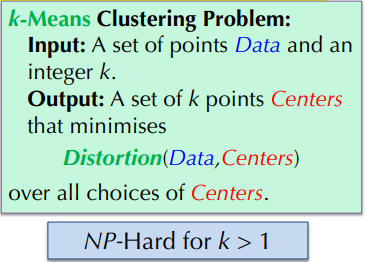 k-Means Clustering Problem:
Input: A set of points Data and an
integer k.
Output: A set of k points Centers
that minimises
Distortion(Data,Centers)
over all choices of Centers.
NP-Hard for k > 1